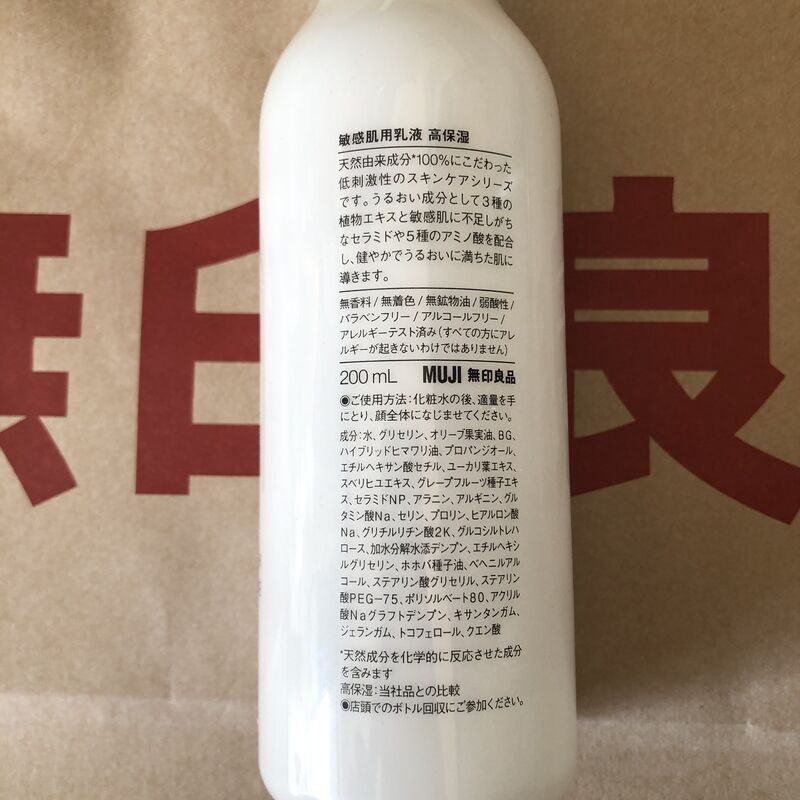 敏感肌用乳液 高保湿
天然由来成分*100%にこだわった
低刺激性のスキンケアシリーズ
です。うるおい成分として3種の
植物エキスと敏感肌に不足しがち
なセラミドや5種のアミノ酸を配合
し、健やかでうるおいに満ちた肌に
導きます。
無香料/無着色/無鉱物油/弱酸性/
パラベンフリー/アルコールフリー/
アレルギーテスト済み(すべての方にアレ
ルギーが起きないわけではありません)
200 mL MUJI 無印良品
◉ご使用方法:化粧水の後、適量を手
にとり、顔全体になじませてください。
成分:水、グリセリン、オリーブ果実油、BG、
ハイブリッドヒマワリ油、プロパンジオール、
エチルヘキサン酸セチル、ユーカリ葉エキス、
スベリヒユエキス、グレープフルーツ種子エキ
ス、セラミドNP、アラニン、アルギニン、グル
タミン酸Na、セリン、プロリン、ヒアルロン酸
Na、グリチルリチン酸2K、グルコシルトレハ
ロース、加水分解水添デンプン、エチルヘキシ
ルグリセリン、ホホバ種子油、ベヘニルアル
コール、ステアリン酸グリセリル、ステアリン
酸PEG-75、ポリソルベート80、アクリル
酸Naグラフトデンプン、キサンタンガム、
ジェランガム、トコフェロール、クエン酸
*天然成分を化学的に反応させた成分
を含みます
高保湿:当社品との比較
◉店頭でのボトル回収にご参加ください。
無印良